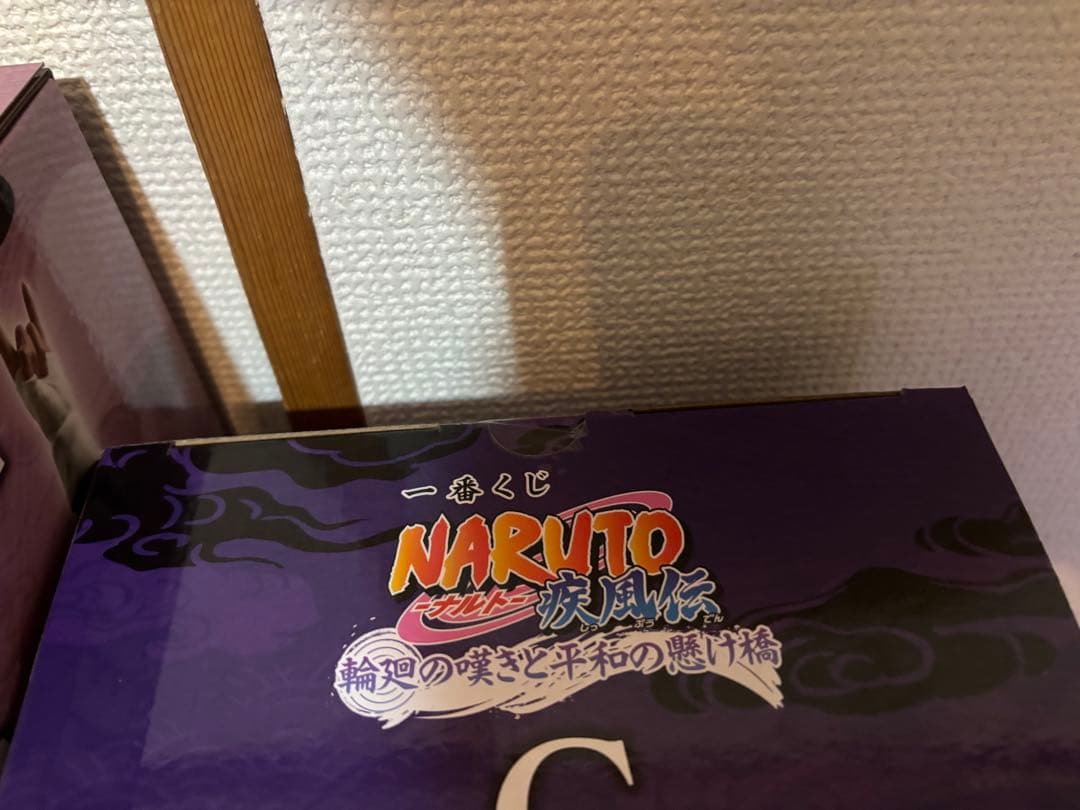 一番くじ
NARUTO
-ナルト-
疾風伝
しっ ぷう でん
輪廻の嘆きと平和の懸け橋